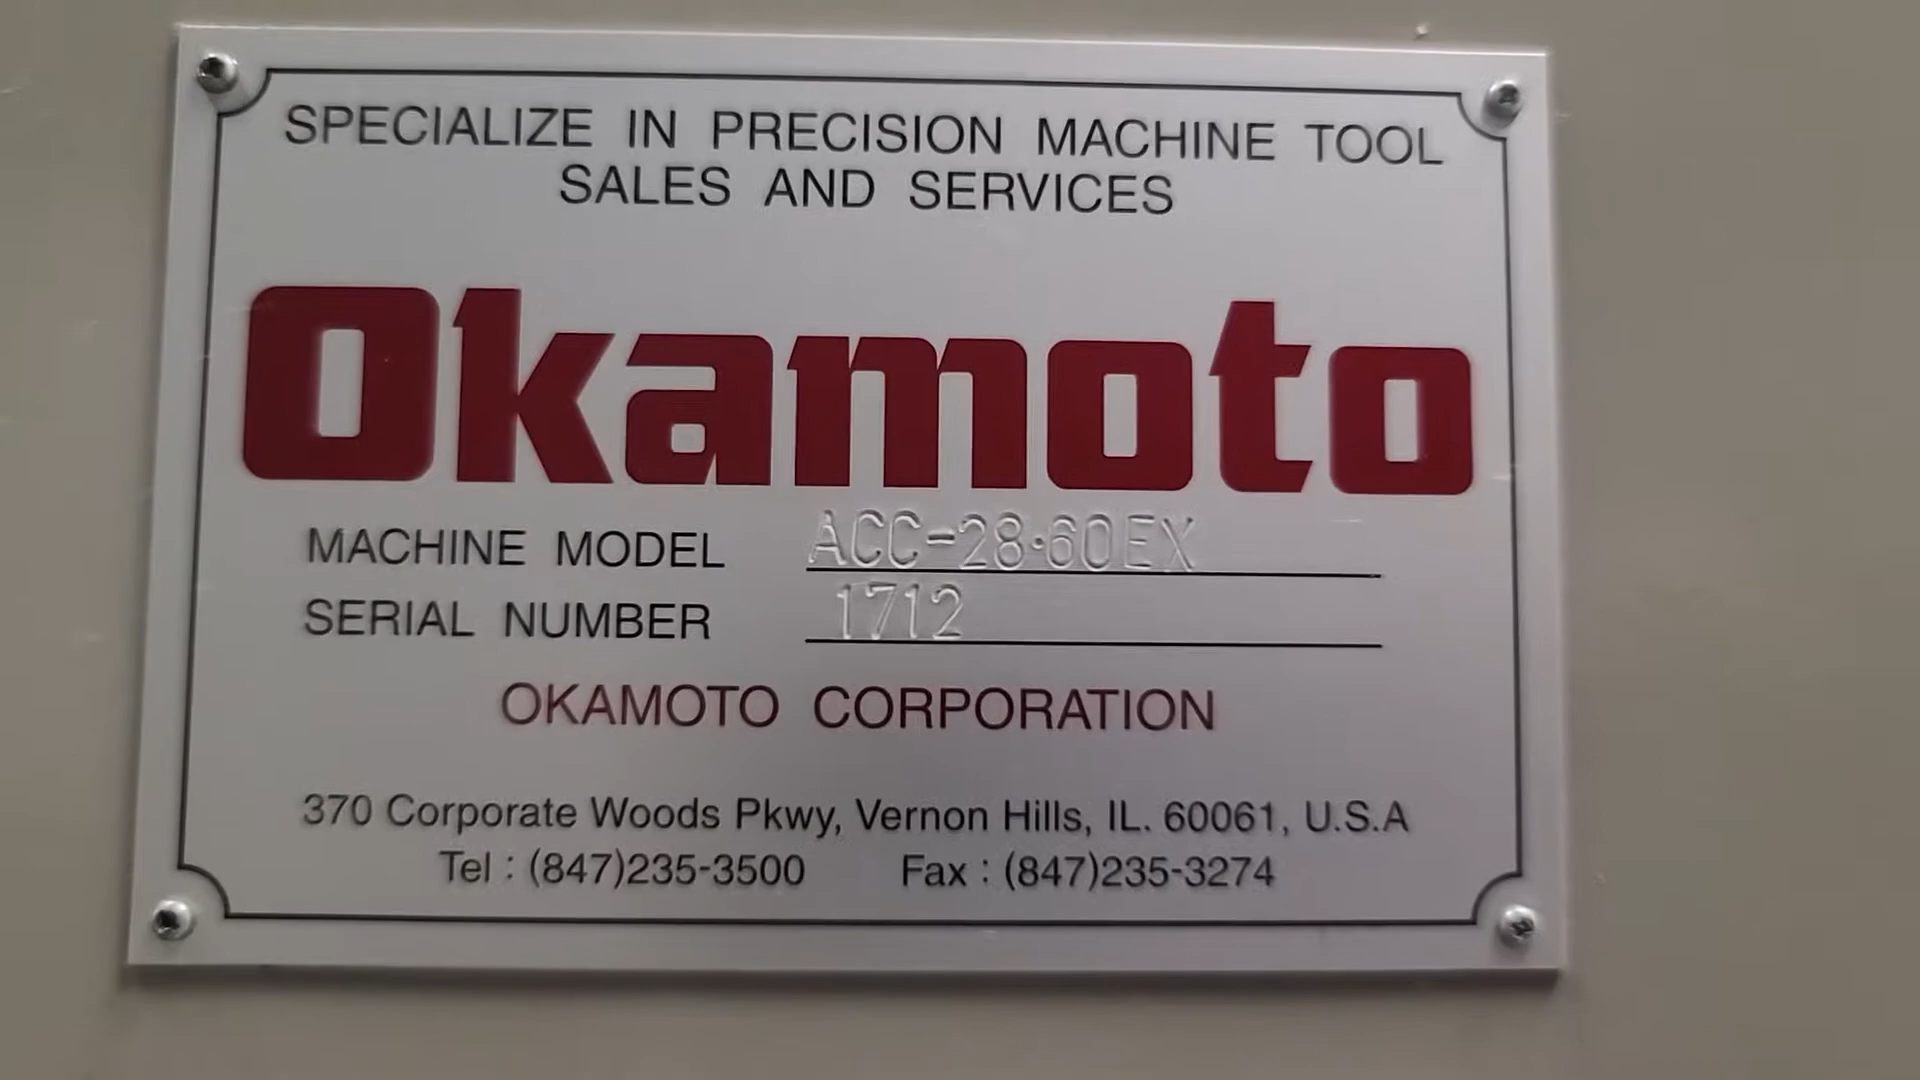 SPECIALIZE IN PRECISION MACHINE TOOL
SALES AND SERVICES
Okamoto
MACHINE MODEL ACC-28·60EX
SERIAL NUMBER 1712
OKAMOTO CORPORATION
370 Corporate Woods Pkwy, Vernon Hills, IL. 60061, U.S.A
Tel : (847)235-3500 Fax : (847)235-3274